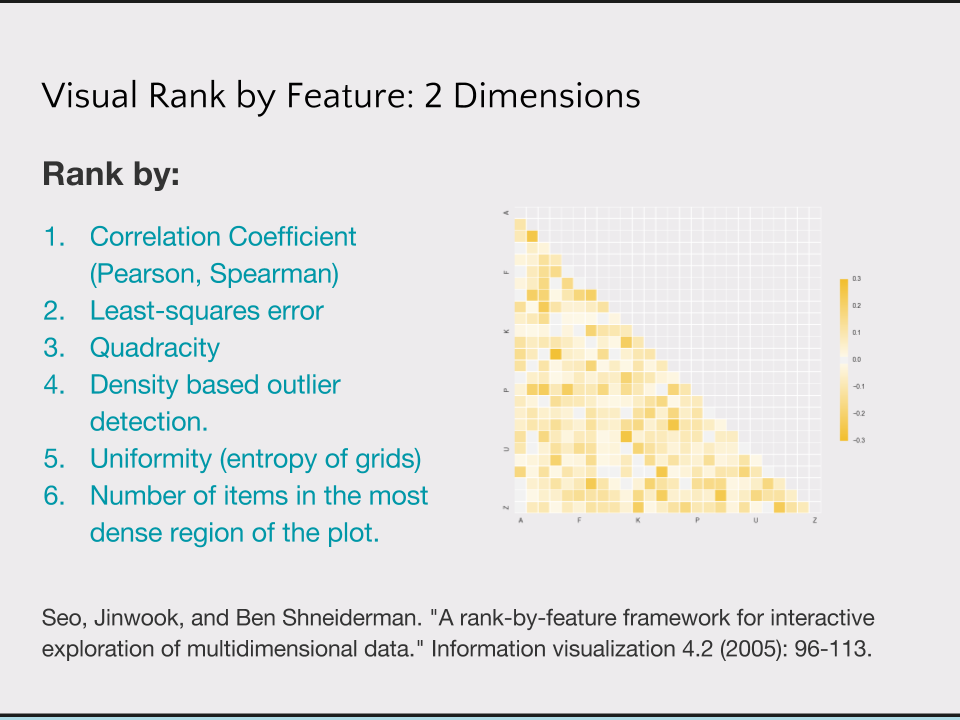 Visual Rank by Feature: 2 Dimensions
Rank by:
1. Correlation Coefficient
(Pearson, Spearman)
2. Least-squares error
3. Quadracity
4. Density based outlier
detection.
5. Uniformity (entropy of grids)
6. Number of items in the most
dense region of the plot.
A
F
K
P
U
Z
A F K P U Z
0.3
0.2
0.1
0.0
−0.1
−0.2
−0.3
Seo, Jinwook, and Ben Shneiderman. "A rank-by-feature framework for interactive
exploration of multidimensional data." Information visualization 4.2 (2005): 96-113.